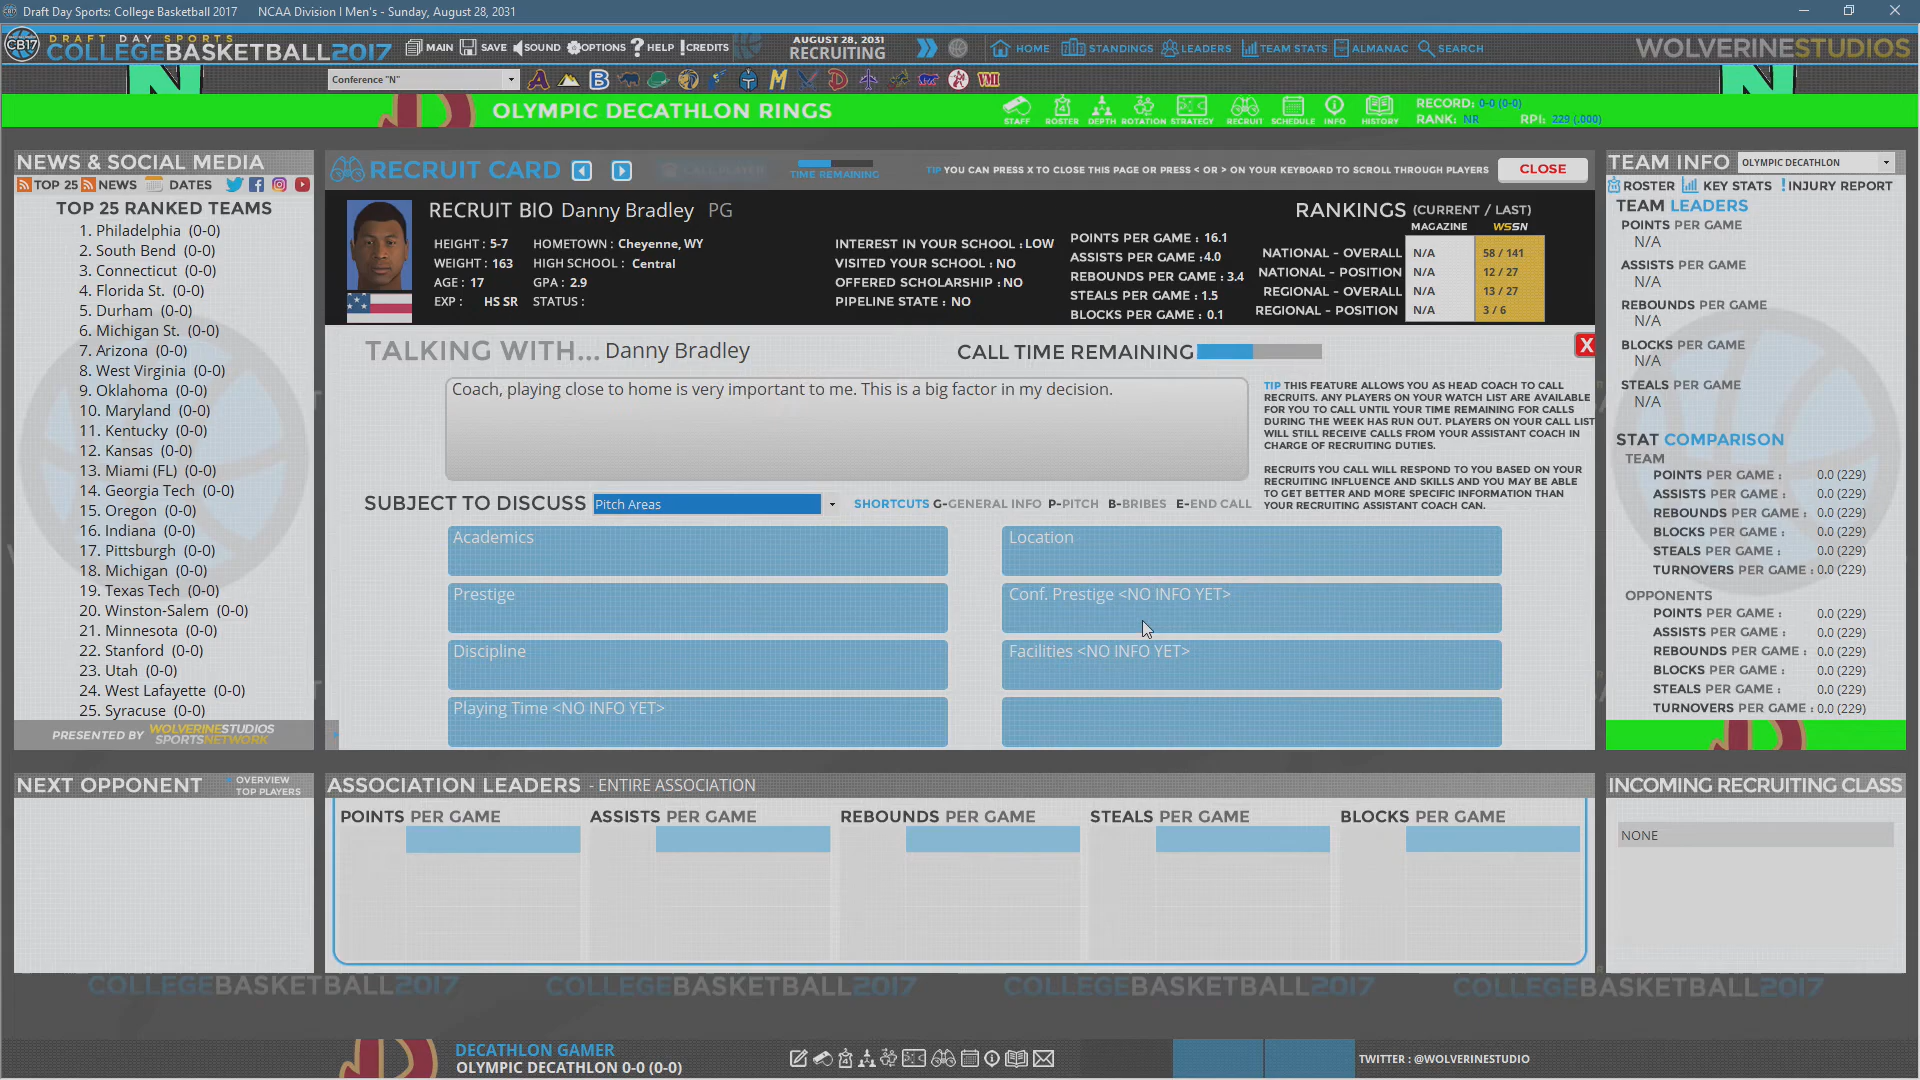 Draft Day Sports: College Basketball 2017 NCAA Division I Men's - Sunday, August 28, 2031
CB17 DRAFT DAY SPORTS
COLLEGEBASKETBALL2017
MAIN SAVE SOUND OPTIONS HELP CREDITS
AUGUST 28, 2031
RECRUITING
HOME STANDINGS LEADERS TEAM STATS ALMANAC SEARCH
WOLVERINESTUDIOS
Conference "N"
OLYMPIC DECATHLON RINGS
STAFF ROSTER DEPTH ROTATION STRATEGY RECRUIT SCHEDULE INFO HISTORY
RECORD: 0-0 (0-0)
RANK: NR RPI: 229 (.000)
NEWS & SOCIAL MEDIA
TOP 25 NEWS DATES
TOP 25 RANKED TEAMS
1. Philadelphia (0-0)
2. South Bend (0-0)
3. Connecticut (0-0)
4. Florida St. (0-0)
5. Durham (0-0)
6. Michigan St. (0-0)
7. Arizona (0-0)
8. West Virginia (0-0)
9. Oklahoma (0-0)
10. Maryland (0-0)
11. Kentucky (0-0)
12. Kansas (0-0)
13. Miami (FL) (0-0)
14. Georgia Tech (0-0)
15. Oregon (0-0)
16. Indiana (0-0)
17. Pittsburgh (0-0)
18. Michigan (0-0)
19. Texas Tech (0-0)
20. Winston-Salem (0-0)
21. Minnesota (0-0)
22. Stanford (0-0)
23. Utah (0-0)
24. West Lafayette (0-0)
25. Syracuse (0-0)
PRESENTED BY WOLVERINESTUDIOS
SPORTSNETWORK
RECRUIT CARD
CALL PLAYER
TIME REMAINING
TIP YOU CAN PRESS X TO CLOSE THIS PAGE OR PRESS < OR > ON YOUR KEYBOARD TO SCROLL THROUGH PLAYERS
CLOSE
RECRUIT BIO Danny Bradley PG
HEIGHT : 5-7 HOMETOWN : Cheyenne, WY
WEIGHT : 163 HIGH SCHOOL : Central
AGE : 17 GPA : 2.9
EXP : HS SR STATUS :
INTEREST IN YOUR SCHOOL : LOW
VISITED YOUR SCHOOL : NO
OFFERED SCHOLARSHIP : NO
PIPELINE STATE : NO
POINTS PER GAME : 16.1
ASSISTS PER GAME : 4.0
REBOUNDS PER GAME : 3.4
STEALS PER GAME : 1.5
BLOCKS PER GAME : 0.1
RANKINGS (CURRENT / LAST)
MAGAZINE WSSN
NATIONAL - OVERALL N/A 58 / 141
NATIONAL - POSITION N/A 12 / 27
REGIONAL - OVERALL N/A 13 / 27
REGIONAL - POSITION N/A 3 / 6
TALKING WITH... Danny Bradley
CALL TIME REMAINING
X
Coach, playing close to home is very important to me. This is a big factor in my decision.
TIP THIS FEATURE ALLOWS YOU AS HEAD COACH TO CALL
RECRUITS. ANY PLAYERS ON YOUR WATCH LIST ARE AVAILABLE
FOR YOU TO CALL UNTIL YOUR TIME REMAINING FOR CALLS
DURING THE WEEK HAS RUN OUT. PLAYERS ON YOUR CALL LIST
WILL STILL RECEIVE CALLS FROM YOUR ASSISTANT COACH IN
CHARGE OF RECRUITING DUTIES.
RECRUITS YOU CALL WILL RESPOND TO YOU BASED ON YOUR
RECRUITING INFLUENCE AND SKILLS AND YOU MAY BE ABLE
TO GET BETTER AND MORE SPECIFIC INFORMATION THAN
YOUR RECRUITING ASSISTANT COACH CAN.
SUBJECT TO DISCUSS Pitch Areas
SHORTCUTS G-GENERAL INFO P-PITCH B-BRIBES E-END CALL
Academics Location
Prestige Conf. Prestige <NO INFO YET>
Discipline Facilities <NO INFO YET>
Playing Time <NO INFO YET>
TEAM INFO OLYMPIC DECATHLON
ROSTER KEY STATS INJURY REPORT
TEAM LEADERS
POINTS PER GAME
N/A
ASSISTS PER GAME
N/A
REBOUNDS PER GAME
N/A
BLOCKS PER GAME
N/A
STEALS PER GAME
N/A
STAT COMPARISON
TEAM
POINTS PER GAME : 0.0 (229)
ASSISTS PER GAME : 0.0 (229)
REBOUNDS PER GAME : 0.0 (229)
BLOCKS PER GAME : 0.0 (229)
STEALS PER GAME : 0.0 (229)
TURNOVERS PER GAME : 0.0 (229)
OPPONENTS
POINTS PER GAME : 0.0 (229)
ASSISTS PER GAME : 0.0 (229)
REBOUNDS PER GAME : 0.0 (229)
BLOCKS PER GAME : 0.0 (229)
STEALS PER GAME : 0.0 (229)
TURNOVERS PER GAME : 0.0 (229)
NEXT OPPONENT OVERVIEW
TOP PLAYERS
ASSOCIATION LEADERS - ENTIRE ASSOCIATION
POINTS PER GAME ASSISTS PER GAME REBOUNDS PER GAME STEALS PER GAME BLOCKS PER GAME
INCOMING RECRUITING CLASS
NONE
COLLEGEBASKETBALL2017 COLLEGEBASKETBALL2017 COLLEGEBASKETBALL2017 COLLEGEBASKETBALL2017
DECATHLON GAMER
OLYMPIC DECATHLON 0-0 (0-0)
TWITTER : @WOLVERINESTUDIO